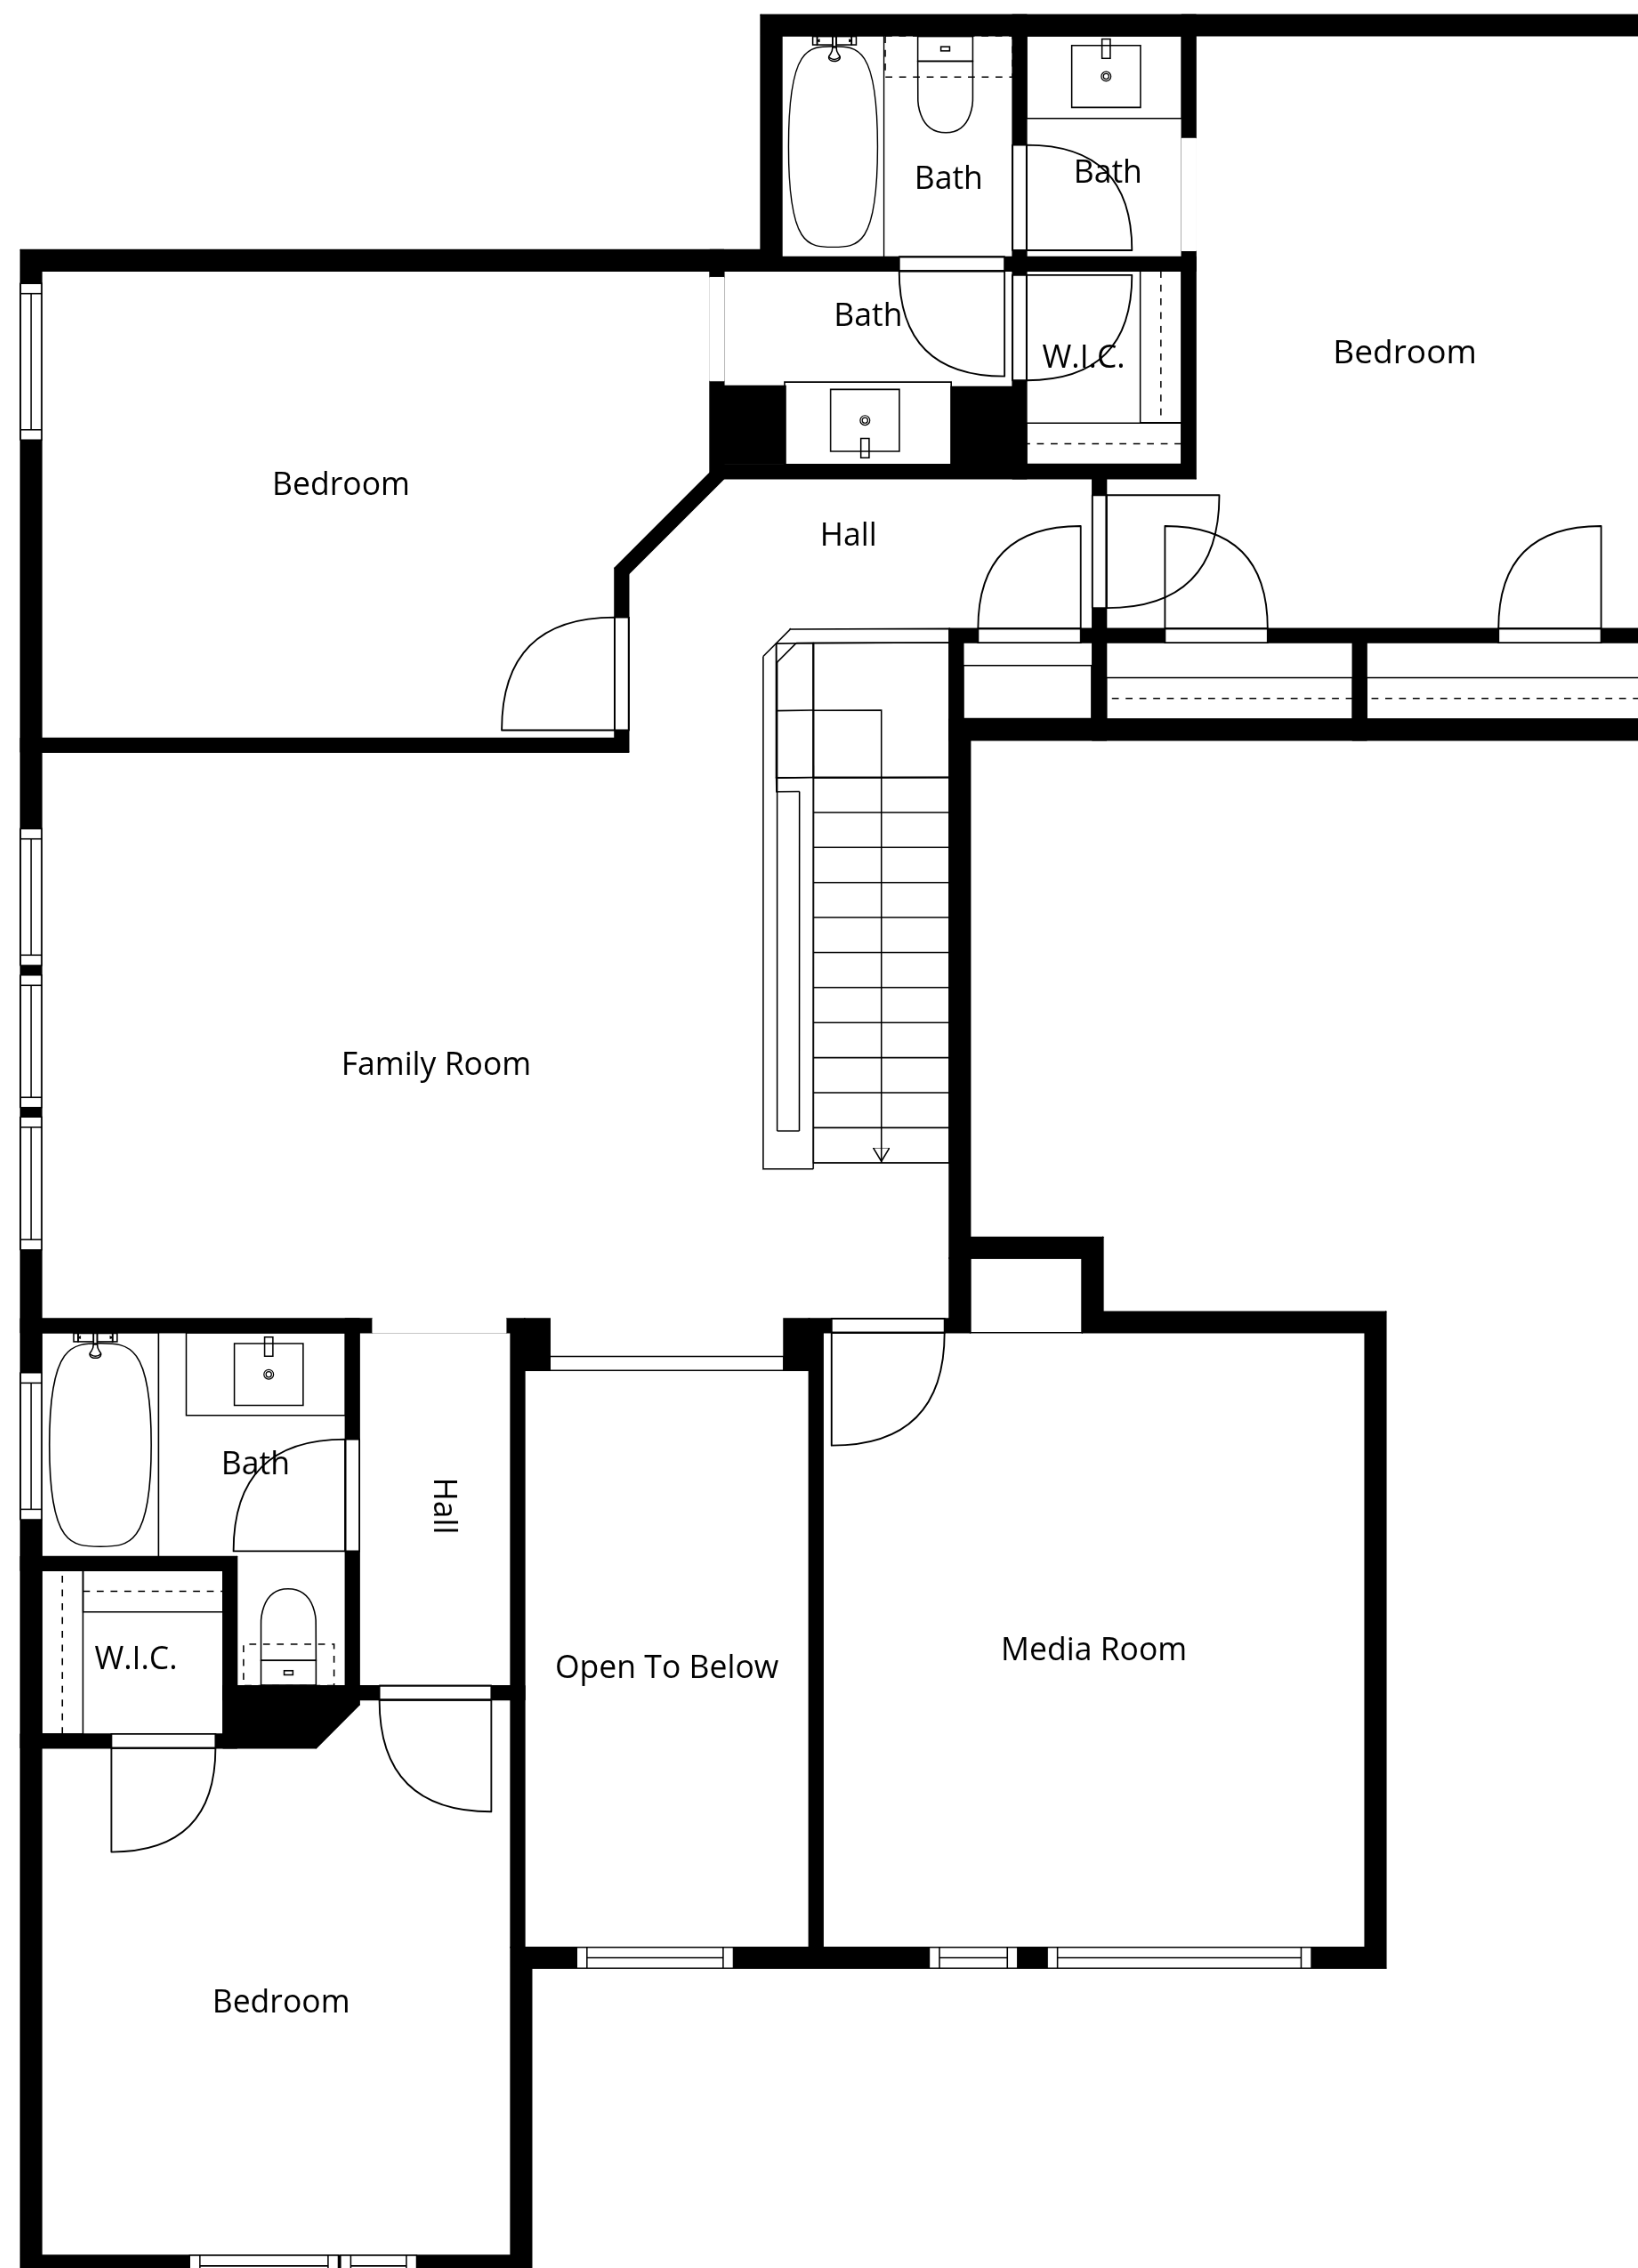 Bath
Bath
Bath
W.I.C.
Bedroom
Bedroom
Hall
Family Room
Bath
Hall
W.I.C.
Open To Below
Media Room
Bedroom